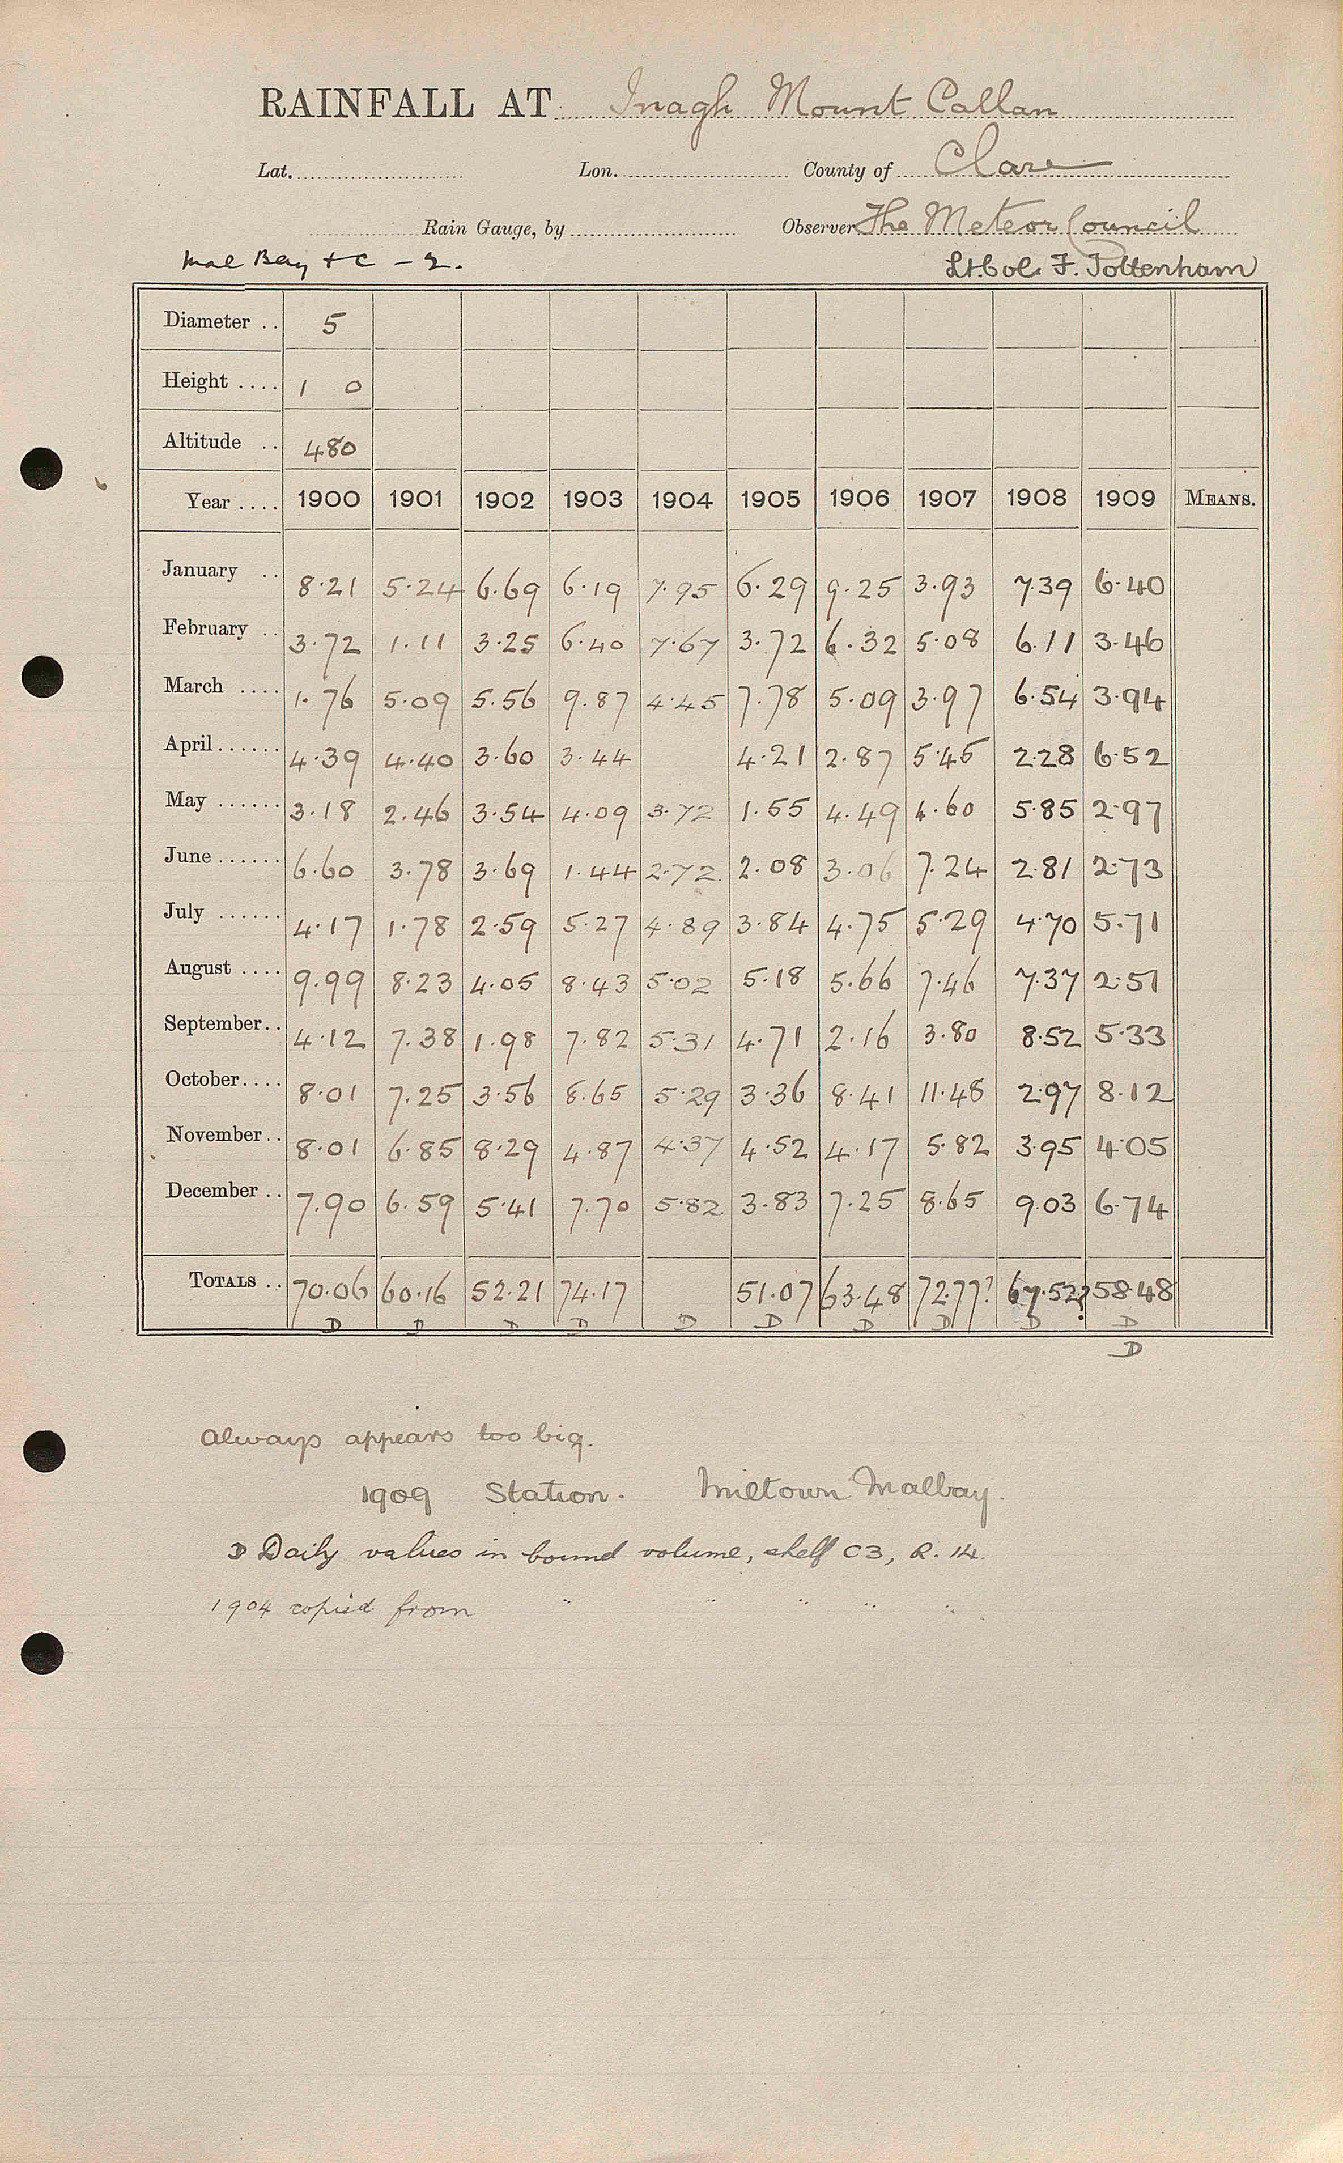 RAINFALL AT Inagh Mount Callan
Lat. Lon. County of Clare
Rain Gauge, by Observer The Meteor Council
Mal Bay + c - 2. Lt. Col. F. Tottenham
Diameter .. 5
Height .... 1 0
Altitude .. 480
Year .... 1900 1901 1902 1903 1904 1905 1906 1907 1908 1909 MEANS.
January .. 8.21 5.24 6.69 6.19 7.95 6.29 9.25 3.93 7.39 6.40
February .. 3.72 1.11 3.25 6.40 7.67 3.72 6.32 5.08 6.11 3.46
March .... 1.76 5.09 5.56 9.87 4.45 7.78 5.09 3.97 6.54 3.94
April ...... 4.39 4.40 3.60 3.44 4.21 2.87 5.45 2.28 6.52
May ...... 3.18 2.46 3.54 4.09 3.72 1.55 4.49 4.60 5.85 2.97
June ...... 6.60 3.78 3.69 1.44 2.72 2.08 3.06 7.24 2.81 2.73
July ...... 4.17 1.78 2.59 5.27 4.89 3.84 4.75 5.29 4.70 5.71
August .... 9.99 8.23 4.05 8.43 5.02 5.18 5.66 7.46 7.37 2.51
September.. 4.12 7.38 1.98 7.82 5.31 4.71 2.16 3.80 8.52 5.33
October.... 8.01 7.25 3.56 8.65 5.29 3.36 8.41 11.48 2.97 8.12
November.. 8.01 6.85 8.29 4.87 4.37 4.52 4.17 5.82 3.95 4.05
December .. 7.90 6.59 5.41 7.70 5.82 3.83 7.25 8.65 9.03 6.74
TOTALS .. 70.06 60.16 52.21 74.17 51.07 63.48 72.77? 67.52? 58.48
D D D D D D D D D D
D
Always appears too big.
1909 Station. Miltown Malbay.
D Daily values in bound volume, shelf C3, R. 14.
1904 copied from " " " " "